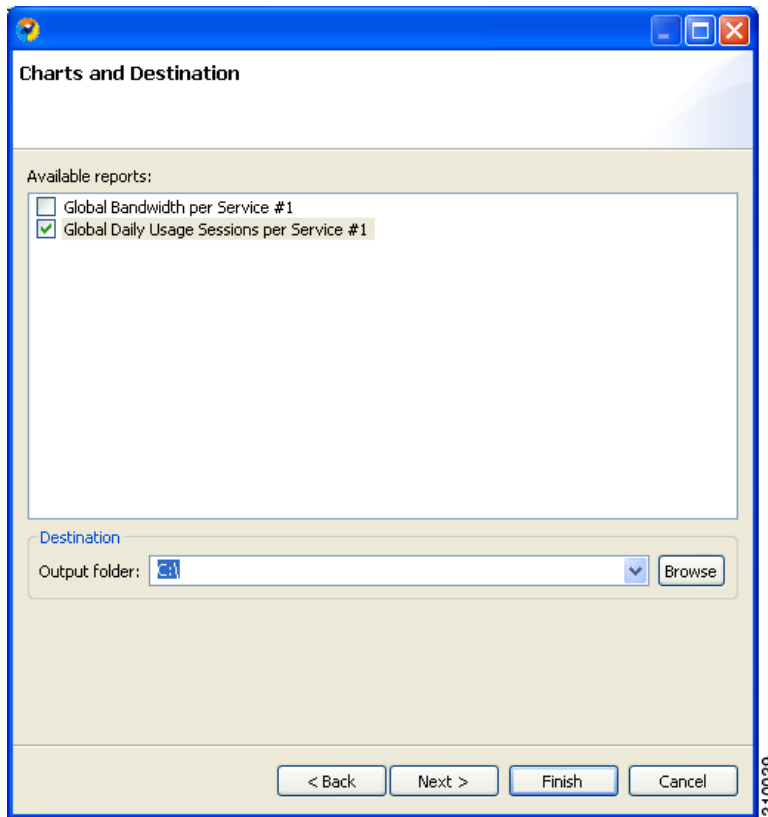 Charts and Destination
Available reports:
Global Bandwidth per Service #1
Global Daily Usage Sessions per Service #1
Destination
Output folder: C:\ Browse
< Back Next > Finish Cancel